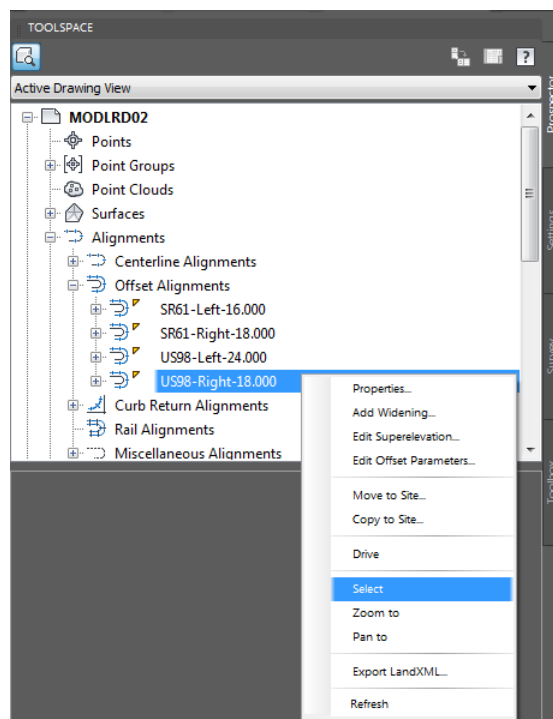 TOOLSPACE
?
Active Drawing View
MODLRD02
Points
Point Groups
Point Clouds
Surfaces
Alignments
Centerline Alignments
Offset Alignments
SR61-Left-16.000
SR61-Right-18.000
US98-Left-24.000
US98-Right-18.000
Curb Return Alignments
Rail Alignments
Miscellaneous Alignments
Properties...
Add Widening...
Edit Superelevation...
Edit Offset Parameters...
Move to Site...
Copy to Site...
Drive
Select
Zoom to
Pan to
Export LandXML...
Refresh
Prospector
Settings
Survey
Toolbox